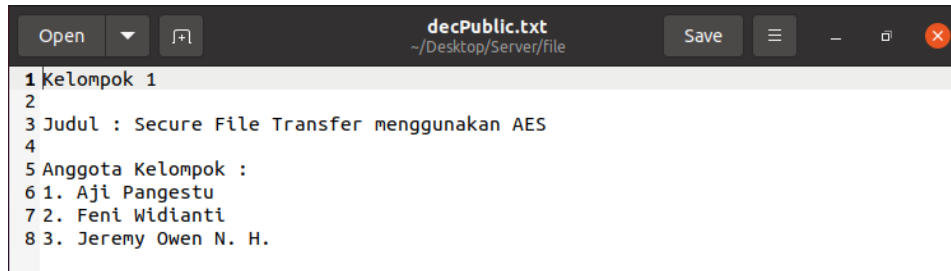 Open
decPublic.txt
~/Desktop/Server/file
Save
1 Kelompok 1
2
3 Judul : Secure File Transfer menggunakan AES
4
5 Anggota Kelompok :
6 1. Aji Pangestu
7 2. Feni Widianti
8 3. Jeremy Owen N. H.